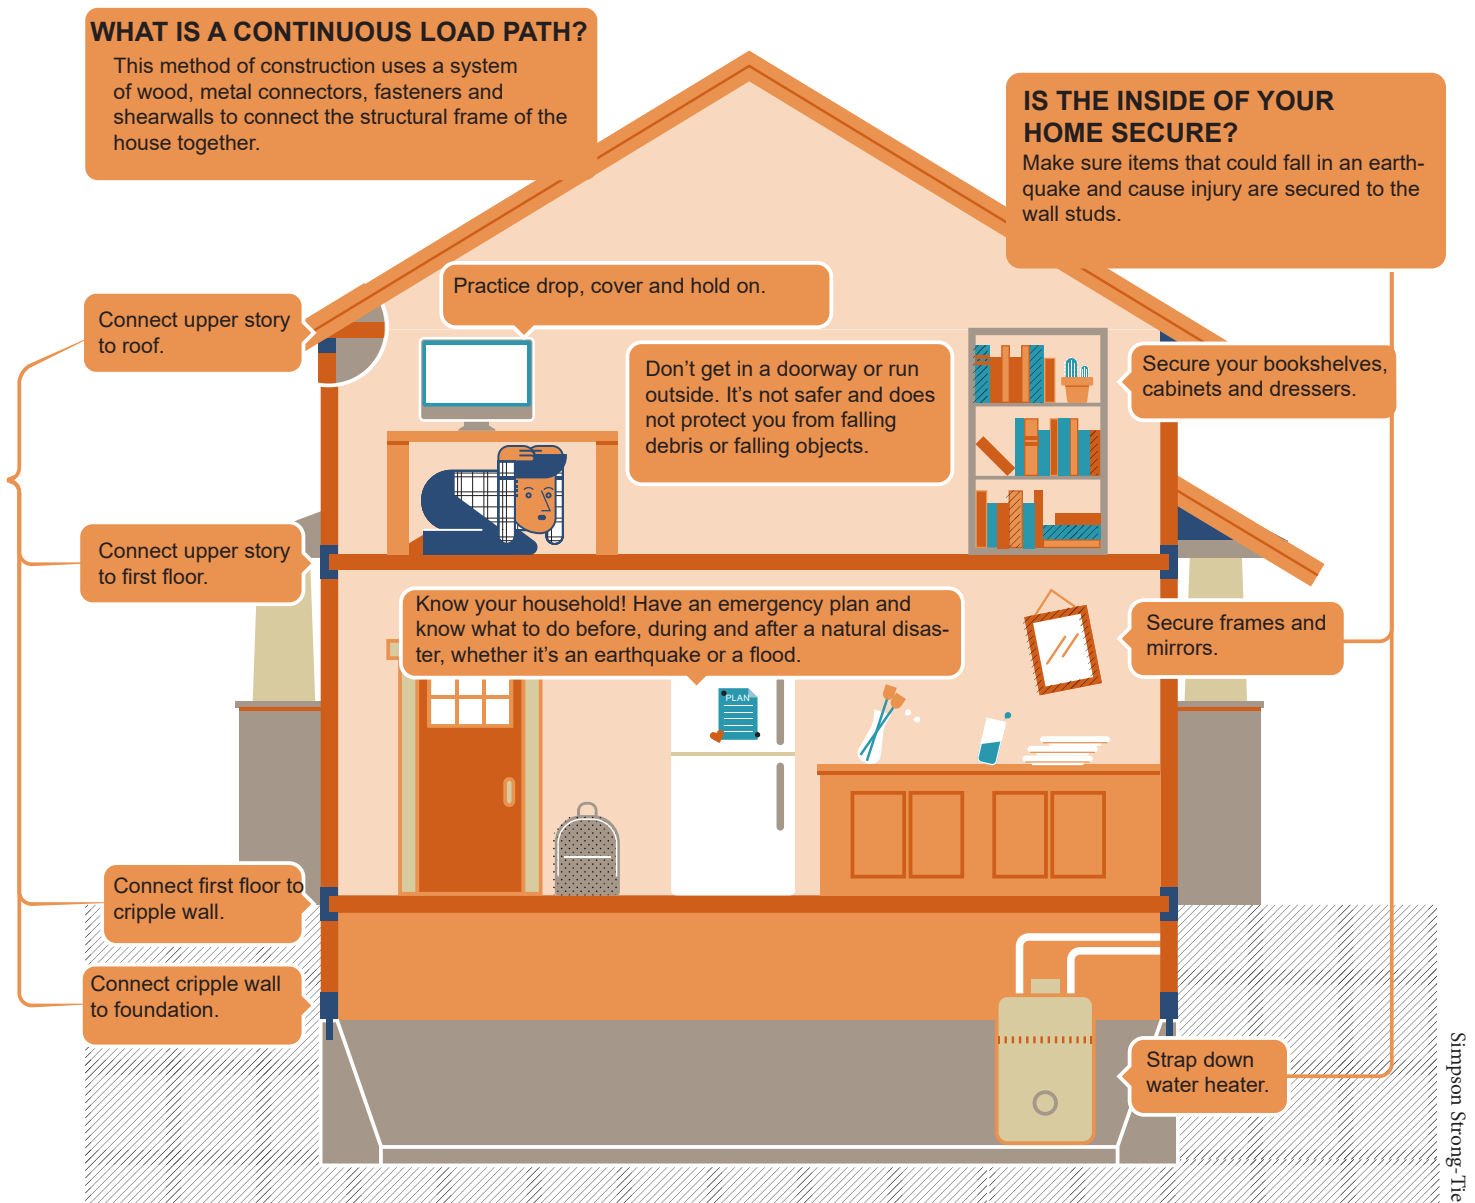 WHAT IS A CONTINUOUS LOAD PATH?
This method of construction uses a system
of wood, metal connectors, fasteners and
shearwalls to connect the structural frame of the
house together.
IS THE INSIDE OF YOUR
HOME SECURE?
Make sure items that could fall in an earth-
quake and cause injury are secured to the
wall studs.
Practice drop, cover and hold on.
Connect upper story
to roof.
Don’t get in a doorway or run
outside. It’s not safer and does
not protect you from falling
debris or falling objects.
Secure your bookshelves,
cabinets and dressers.
Connect upper story
to first floor.
Know your household! Have an emergency plan and
know what to do before, during and after a natural disas-
ter, whether it’s an earthquake or a flood.
Secure frames and
mirrors.
PLAN
Connect first floor to
cripple wall.
Connect cripple wall
to foundation.
Strap down
water heater.
Simpson Strong-Tie